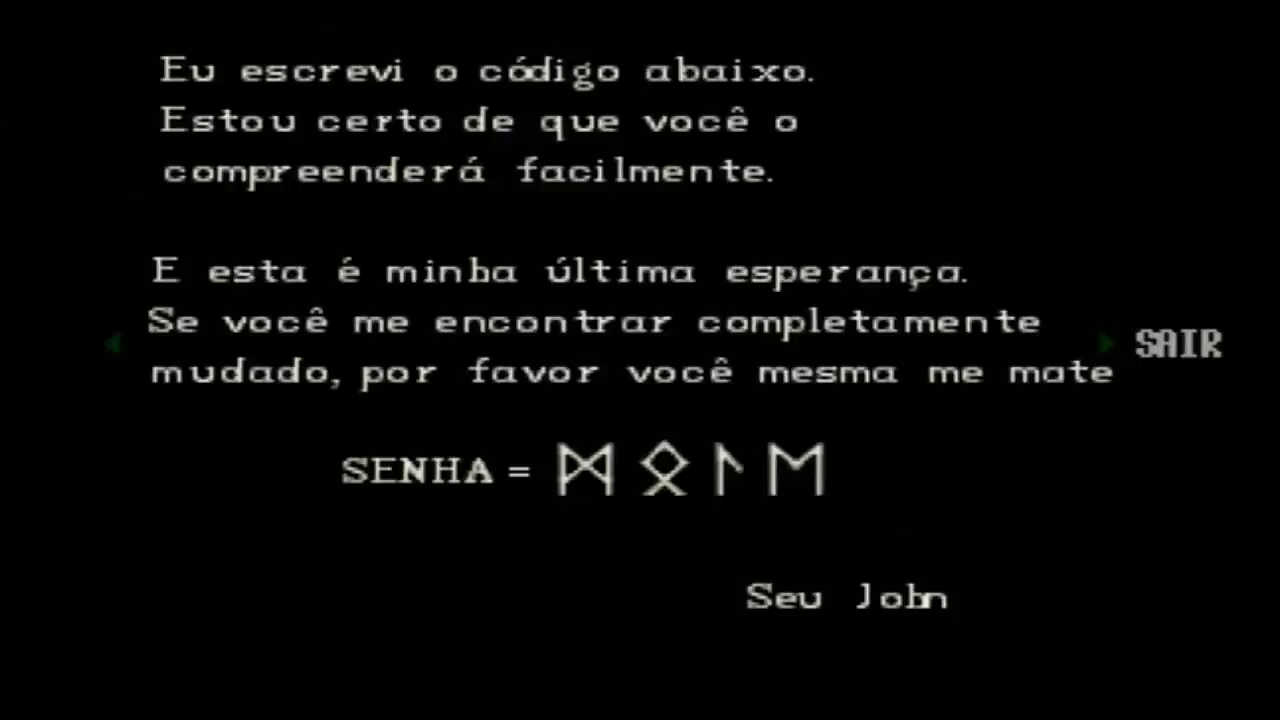 Eu escrevi o código abaixo.
Estou certo de que você o
compreenderá facilmente.
E esta é minha última esperança.
Se você me encontrar completamente
mudado, por favor você mesma me mate
SAIR
SENHA = ᛗ ᛟ ᛚ ᛖ
Seu John